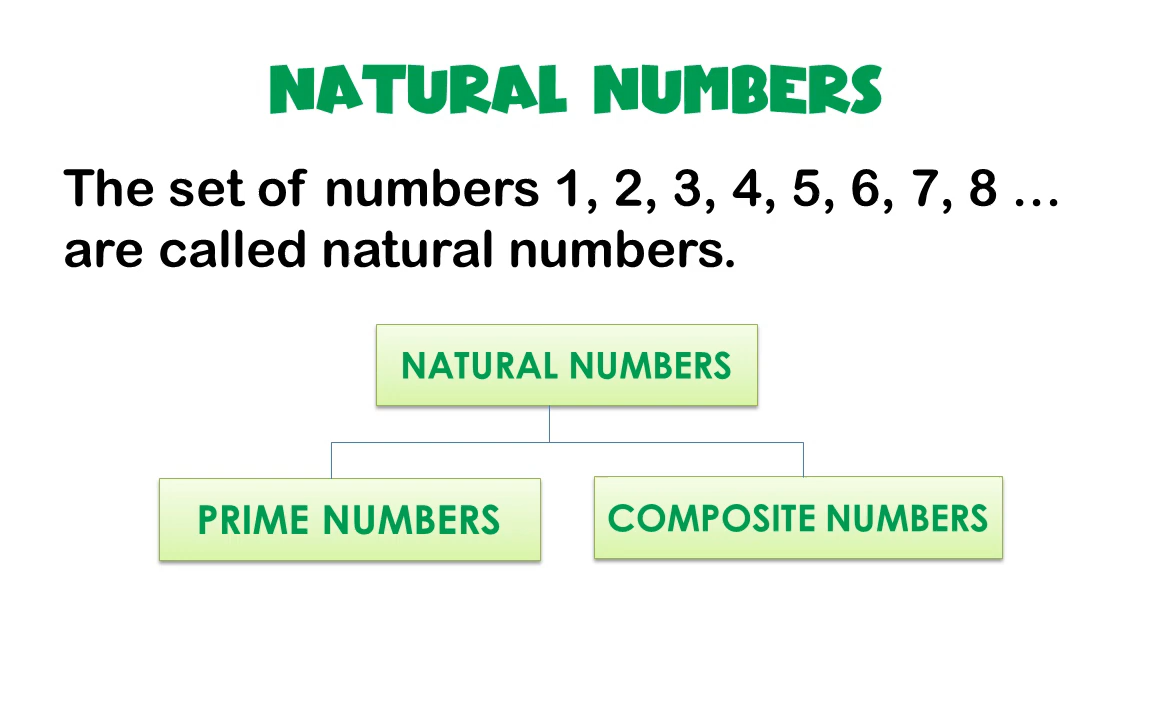 NATURAL NUMBERS
The set of numbers 1, 2, 3, 4, 5, 6, 7, 8 ...
are called natural numbers.
NATURAL NUMBERS
PRIME NUMBERS
COMPOSITE NUMBERS